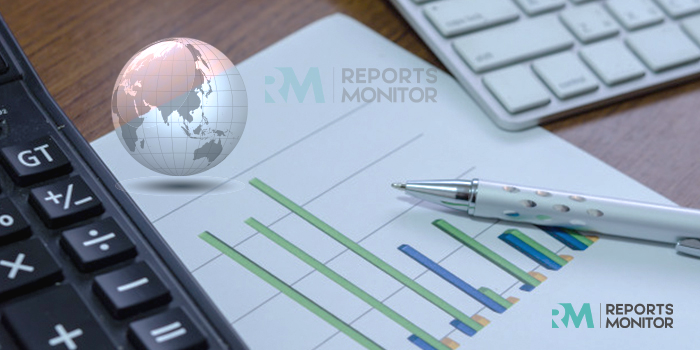 RM REPORTS
MONITOR
GT
+/−
%
÷
×
−
+
=
RM REPORTS
MONITOR